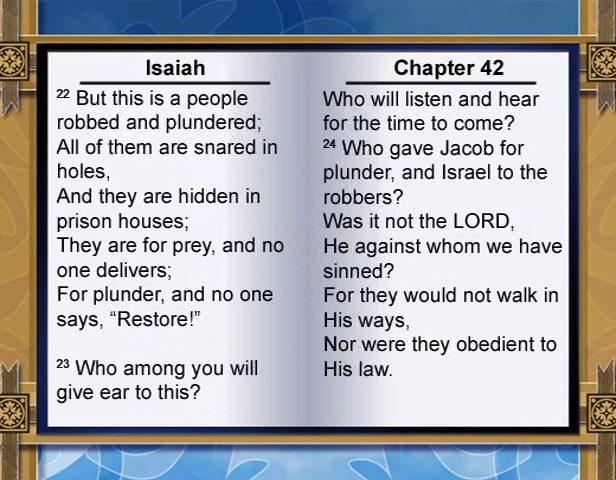 Isaiah
22 But this is a people
robbed and plundered;
All of them are snared in
holes,
And they are hidden in
prison houses;
They are for prey, and no
one delivers;
For plunder, and no one
says, “Restore!”
23 Who among you will
give ear to this?
Chapter 42
Who will listen and hear
for the time to come?
24 Who gave Jacob for
plunder, and Israel to the
robbers?
Was it not the LORD,
He against whom we have
sinned?
For they would not walk in
His ways,
Nor were they obedient to
His law.